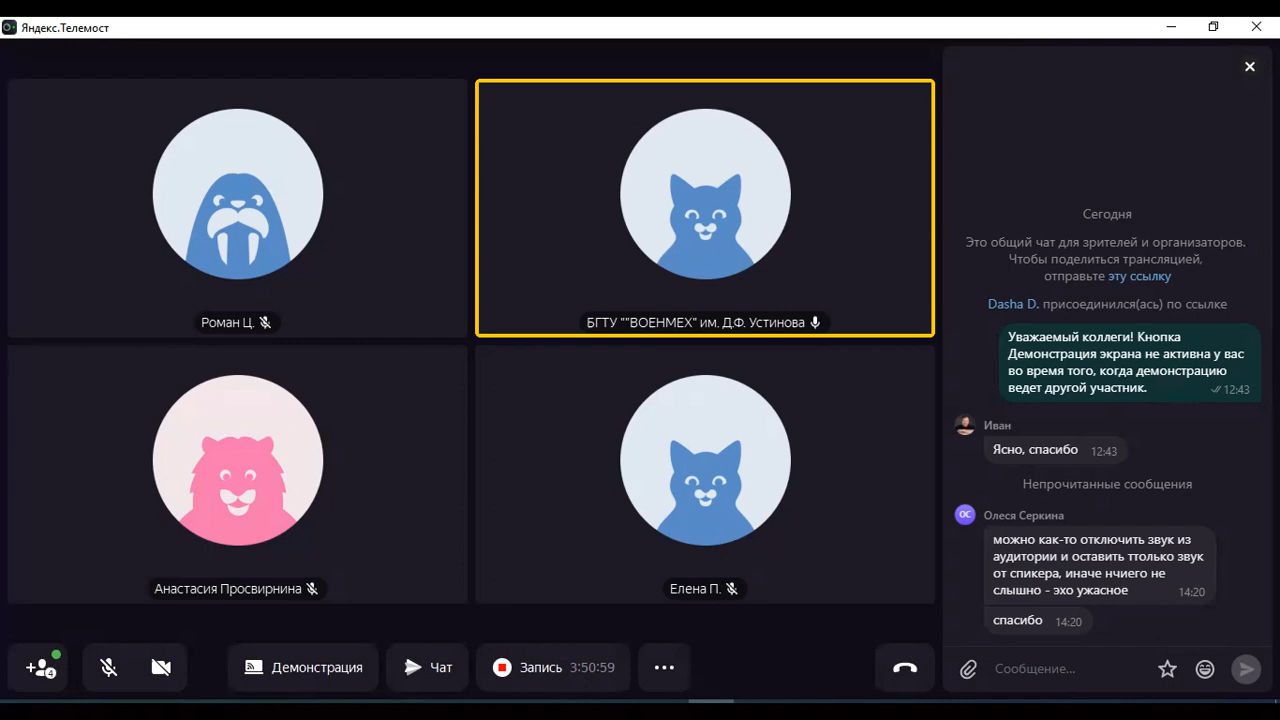 Яндекс.Телемост
Роман Ц.
БГТУ ""ВОЕНМЕХ" им. Д.Ф. Устинова
Анастасия Просвирнина
Елена П.
4
Демонстрация
Чат
Запись 3:50:59
Сегодня
Это общий чат для зрителей и организаторов.
Чтобы поделиться трансляцией,
отправьте эту ссылку
Dasha D. присоединился(ась) по ссылке
Уважаемый коллеги! Кнопка
Демонстрация экрана не активна у вас
во время того, когда демонстрацию
ведет другой участник. 12:43
Иван
Ясно, спасибо 12:43
Непрочитанные сообщения
ОС Олеся Серкина
можно как-то отключить звук из
аудитории и оставить ттолько звук
от спикера, иначе нчиего не
слышно - эхо ужасное 14:20
спасибо 14:20
Сообщение...